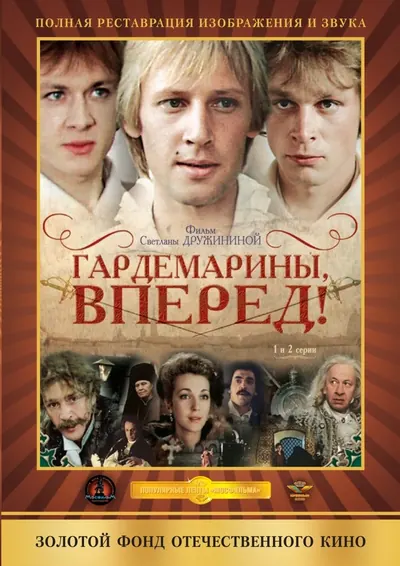 ПОЛНАЯ РЕСТАВРАЦИЯ ИЗОБРАЖЕНИЯ И ЗВУКА
Фильм
Светланы ДРУЖИНИНОЙ
ГАРДЕМАРИНЫ,
ВПЕРЕД!
1 и 2 серии
ЗОЛОТОЙ ФОНД ОТЕЧЕСТВЕННОГО КИНО